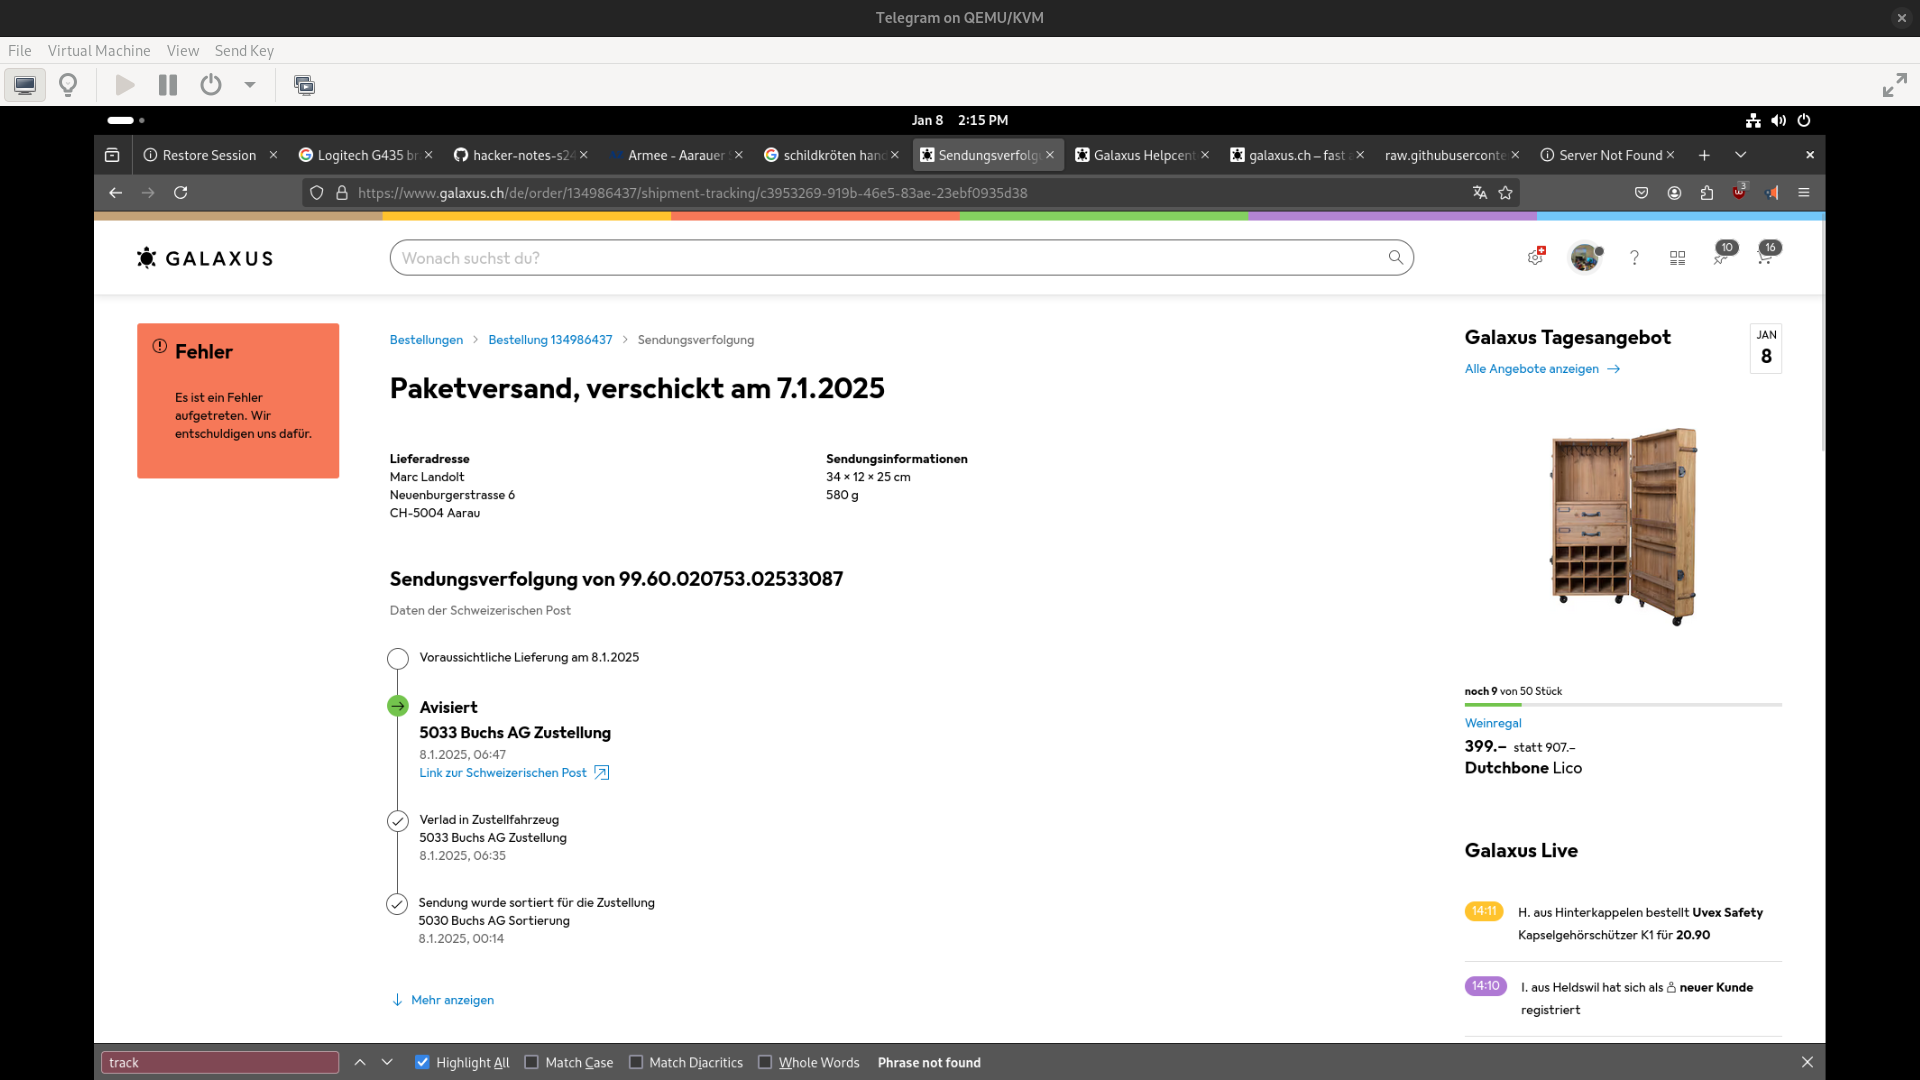 Telegram on QEMU/KVM
File Virtual Machine View Send Key
Jan 8 2:15 PM
Restore Session
Logitech G435 br
hacker-notes-s24
Armee - Aarauer
schildkröten hand
Sendungsverfolgu
Galaxus Helpcent
galaxus.ch – fast
raw.githubuserconte
Server Not Found
https://www.galaxus.ch/de/order/134986437/shipment-tracking/c3953269-919b-46e5-83ae-23ebf0935d38
3
GALAXUS
Wonach suchst du?
10
16
Fehler
Es ist ein Fehler
aufgetreten. Wir
entschuldigen uns dafür.
Bestellungen > Bestellung 134986437 > Sendungsverfolgung
Paketversand, verschickt am 7.1.2025
Lieferadresse
Marc Landolt
Neuenburgerstrasse 6
CH-5004 Aarau
Sendungsinformationen
34 × 12 × 25 cm
580 g
Sendungsverfolgung von 99.60.020753.02533087
Daten der Schweizerischen Post
Voraussichtliche Lieferung am 8.1.2025
Avisiert
5033 Buchs AG Zustellung
8.1.2025, 06:47
Link zur Schweizerischen Post
Verlad in Zustellfahrzeug
5033 Buchs AG Zustellung
8.1.2025, 06:35
Sendung wurde sortiert für die Zustellung
5030 Buchs AG Sortierung
8.1.2025, 00:14
Mehr anzeigen
Galaxus Tagesangebot
JAN
8
Alle Angebote anzeigen
noch 9 von 50 Stück
Weinregal
399.– statt 907.–
Dutchbone Lico
Galaxus Live
14:11
H. aus Hinterkappelen bestellt Uvex Safety
Kapselgehörschützer K1 für 20.90
14:10
I. aus Heldswil hat sich als neuer Kunde
registriert
track
Highlight All
Match Case
Match Diacritics
Whole Words
Phrase not found